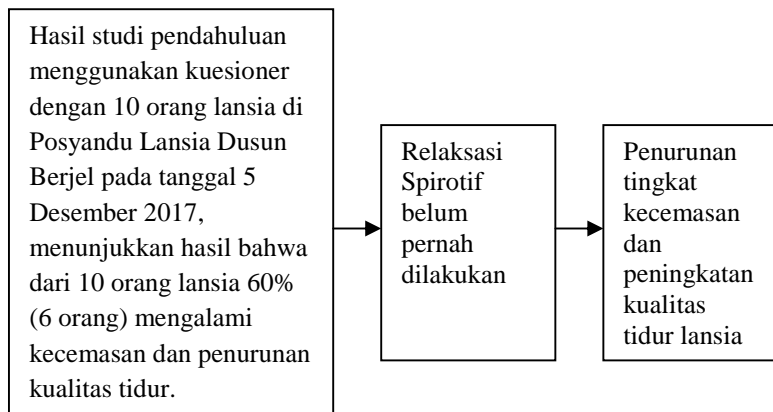 Hasil studi pendahuluan
menggunakan kuesioner
dengan 10 orang lansia di
Posyandu Lansia Dusun
Berjel pada tanggal 5
Desember 2017,
menunjukkan hasil bahwa
dari 10 orang lansia 60%
(6 orang) mengalami
kecemasan dan penurunan
kualitas tidur.
Relaksasi
Spirotif
belum
pernah
dilakukan
Penurunan
tingkat
kecemasan
dan
peningkatan
kualitas
tidur lansia